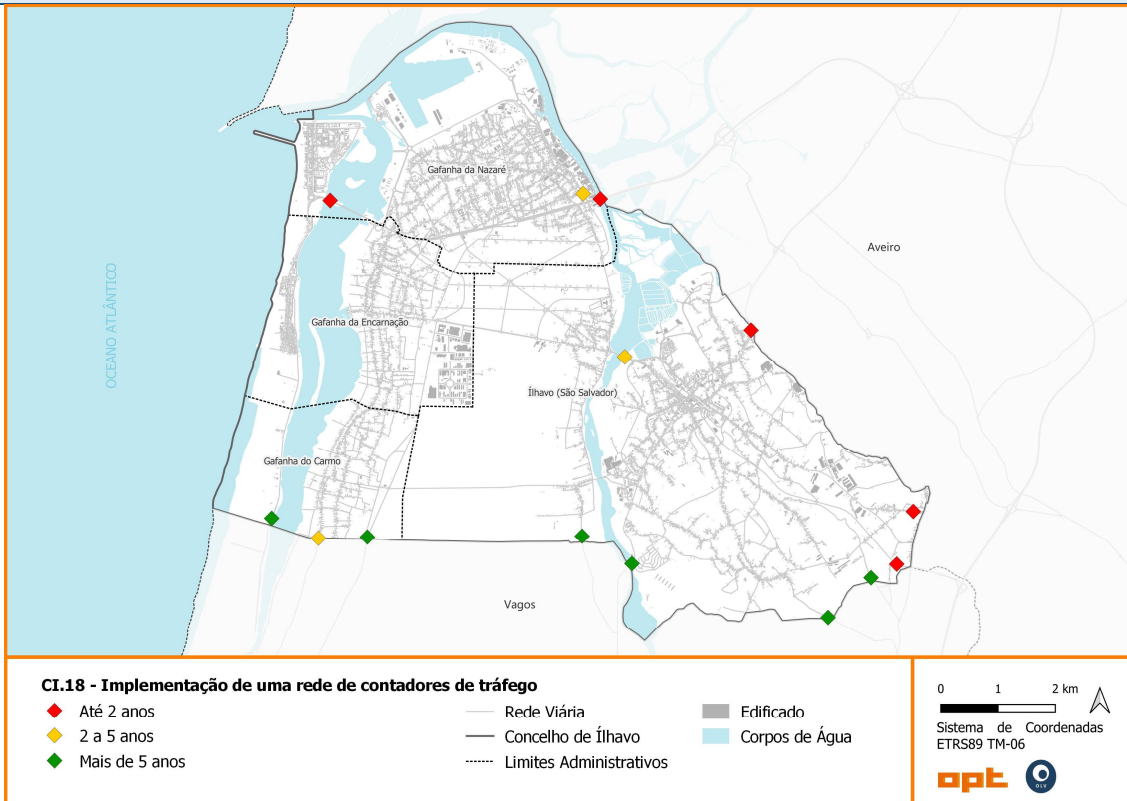 Gafanha da Nazaré
Aveiro
OCEANO ATLÂNTICO
Gafanha da Encarnação
Ílhavo (São Salvador)
Gafanha do Carmo
Vagos
CI.18 - Implementação de uma rede de contadores de tráfego
Até 2 anos
2 a 5 anos
Mais de 5 anos
Rede Viária
Concelho de Ílhavo
Limites Administrativos
Edificado
Corpos de Água
0 1 2 km
Sistema de Coordenadas
ETRS89 TM-06
opt
OLV